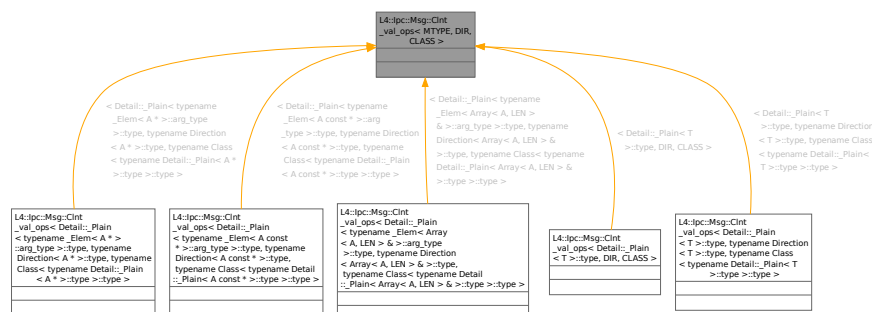 L4::Ipc::Msg::Clnt
_val_ops< MTYPE, DIR,
CLASS >
< Detail::_Plain< typename
_Elem< A * >::arg_type
>::type, typename Direction
< A * >::type, typename Class
< typename Detail::_Plain< A *
>::type >::type >
< Detail::_Plain< typename
_Elem< A const * >::arg
_type >::type, typename Direction
< A const * >::type, typename
Class< typename Detail::_Plain
< A const * >::type >::type >
< Detail::_Plain< typename
_Elem< Array< A, LEN >
& >::arg_type >::type, typename
Direction< Array< A, LEN > &
>::type, typename Class< typename
Detail::_Plain< Array< A, LEN > &
>::type >::type >
< Detail::_Plain< T
>::type, DIR, CLASS >
< Detail::_Plain< T
>::type, typename Direction
< T >::type, typename Class
< typename Detail::_Plain<
T >::type >::type >
L4::Ipc::Msg::Clnt
_val_ops< Detail::_Plain
< typename _Elem< A * >
::arg_type >::type, typename
Direction< A * >::type, typename
Class< typename Detail::_Plain
< A * >::type >::type >
L4::Ipc::Msg::Clnt
_val_ops< Detail::_Plain
< typename _Elem< A const
* >::arg_type >::type, typename
Direction< A const * >::type,
typename Class< typename Detail
::_Plain< A const * >::type >::type >
L4::Ipc::Msg::Clnt
_val_ops< Detail::_Plain
< typename _Elem< Array
< A, LEN > & >::arg_type
>::type, typename Direction
< Array< A, LEN > & >::type,
typename Class< typename Detail
::_Plain< Array< A, LEN > & >::type >::type >
L4::Ipc::Msg::Clnt
_val_ops< Detail::_Plain
< T >::type, DIR, CLASS >
L4::Ipc::Msg::Clnt
_val_ops< Detail::_Plain
< T >::type, typename Direction
< T >::type, typename Class
< typename Detail::_Plain< T
>::type >::type >